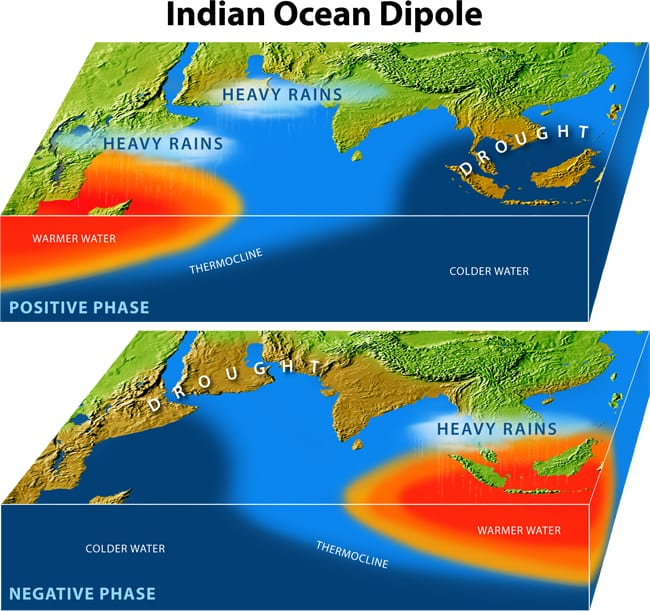 Indian Ocean Dipole
HEAVY RAINS
HEAVY RAINS
DROUGHT
WARMER WATER
THERMOCLINE
COLDER WATER
POSITIVE PHASE
DROUGHT
HEAVY RAINS
WARMER WATER
COLDER WATER
THERMOCLINE
NEGATIVE PHASE